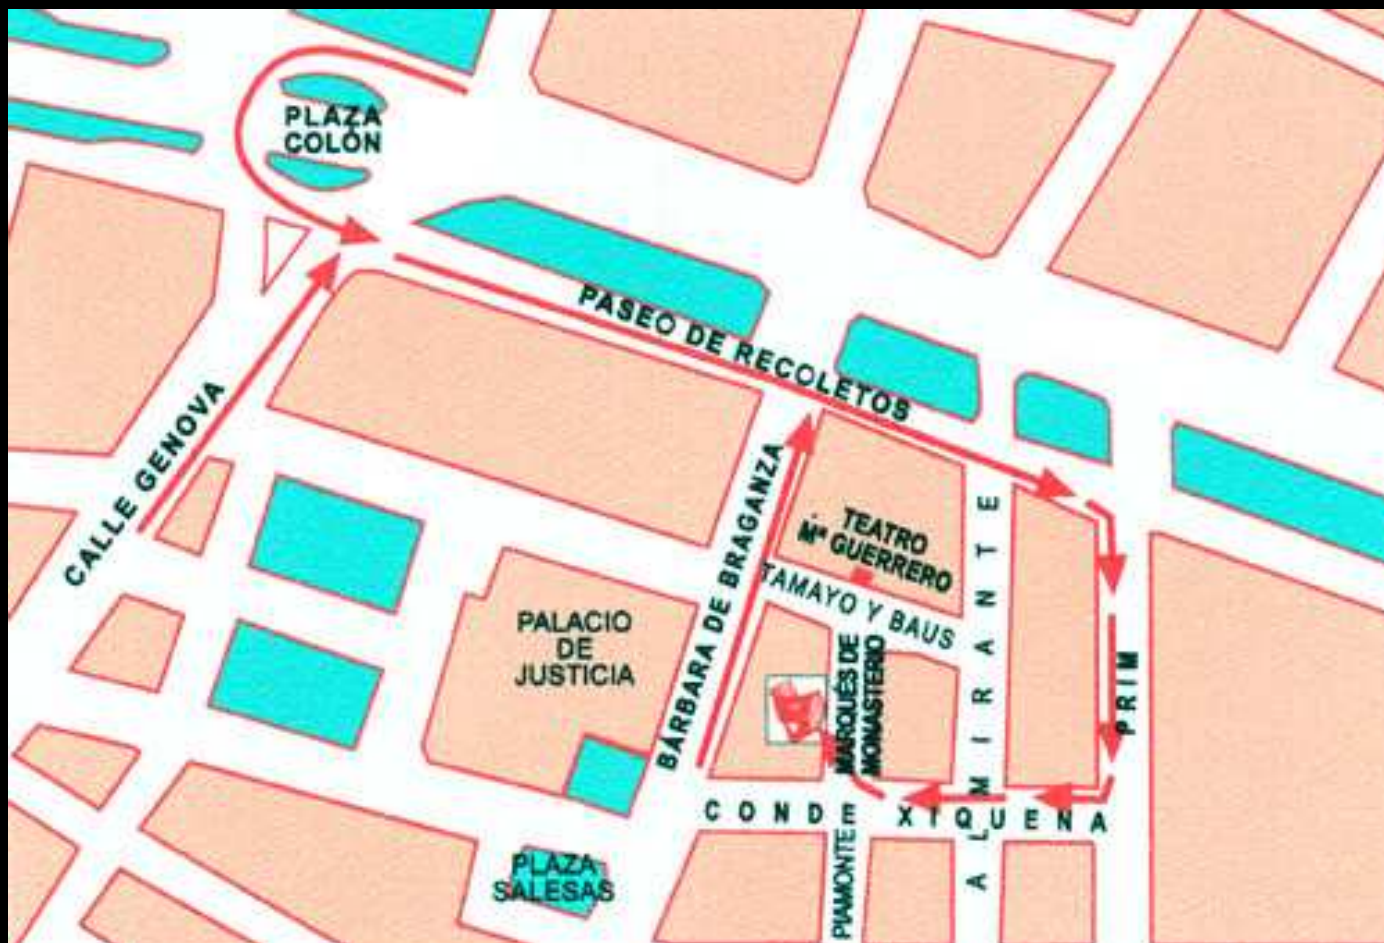 PLAZA
COLÓN
PASEO DE RECOLETOS
CALLE GENOVA
BÁRBARA DE BRAGANZA
TEATRO
Mª GUERRERO
TAMAYO Y BAUS
ALMIRANTE
PALACIO
DE
JUSTICIA
MARQUÉS DE
MONASTERIO
PRIM
CONDE XIQUENA
PIAMONTE
PLAZA
SALESAS